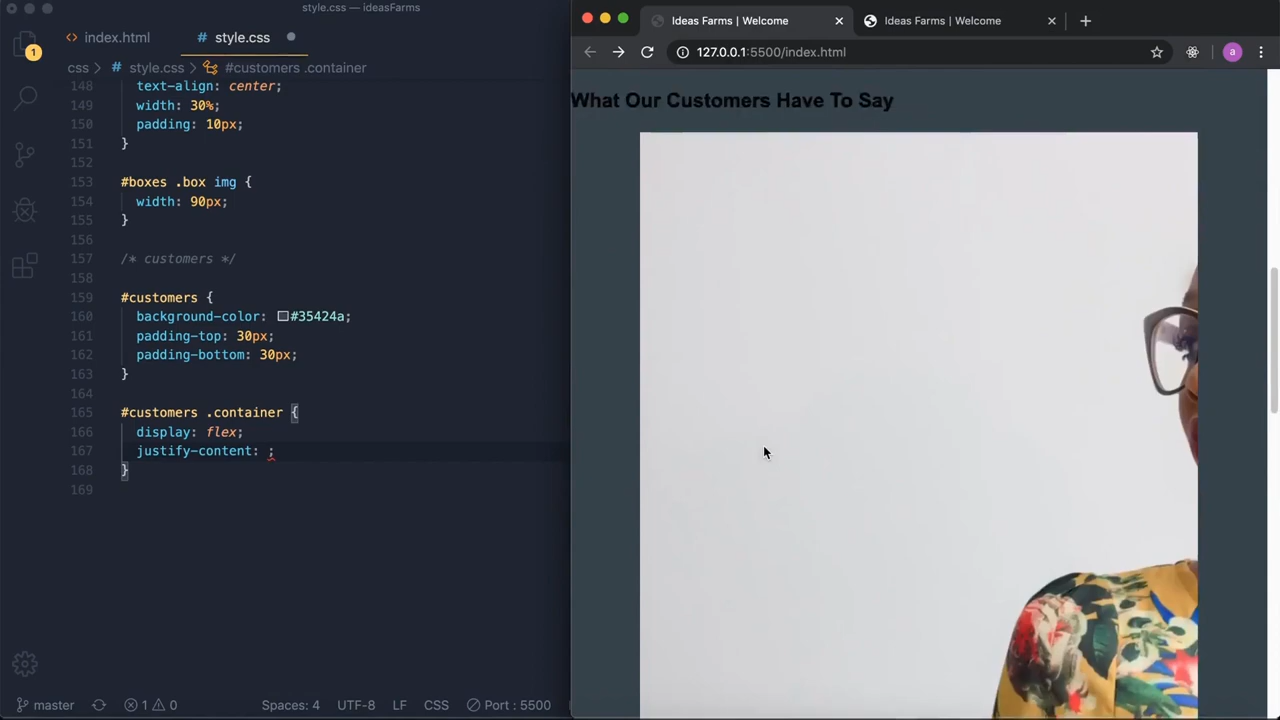 style.css — ideasFarms
index.html
style.css
1
css > # style.css > #customers .container
148 text-align: center;
149 width: 30%;
150 padding: 10px;
151 }
152
153 #boxes .box img {
154 width: 90px;
155 }
156
157 /* customers */
158
159 #customers {
160 background-color: #35424a;
161 padding-top: 30px;
162 padding-bottom: 30px;
163 }
164
165 #customers .container {
166 display: flex;
167 justify-content: ;
168 }
169
master
1 0
Spaces: 4
UTF-8
LF
CSS
Port : 5500
Ideas Farms | Welcome
Ideas Farms | Welcome
127.0.0.1:5500/index.html
a
What Our Customers Have To Say